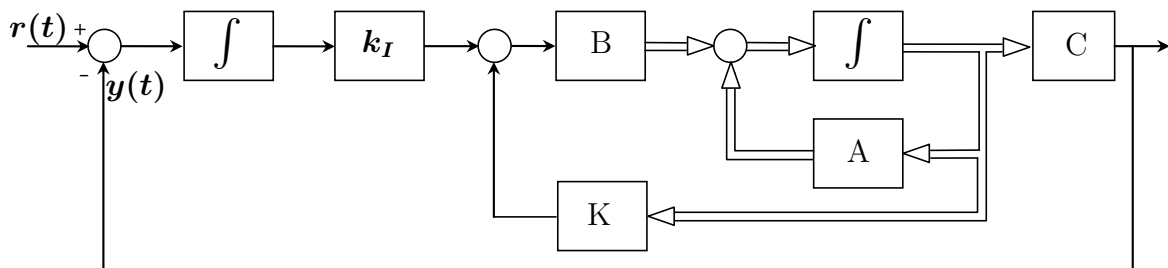 r(t) + ∫ k_I B ∫ C
- y(t)
A
K